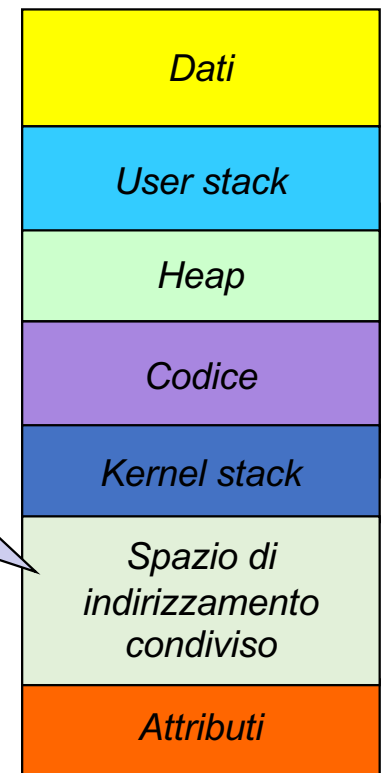 Dati
User stack
Heap
Codice
Kernel stack
Spazio di
indirizzamento
condiviso
Attributi